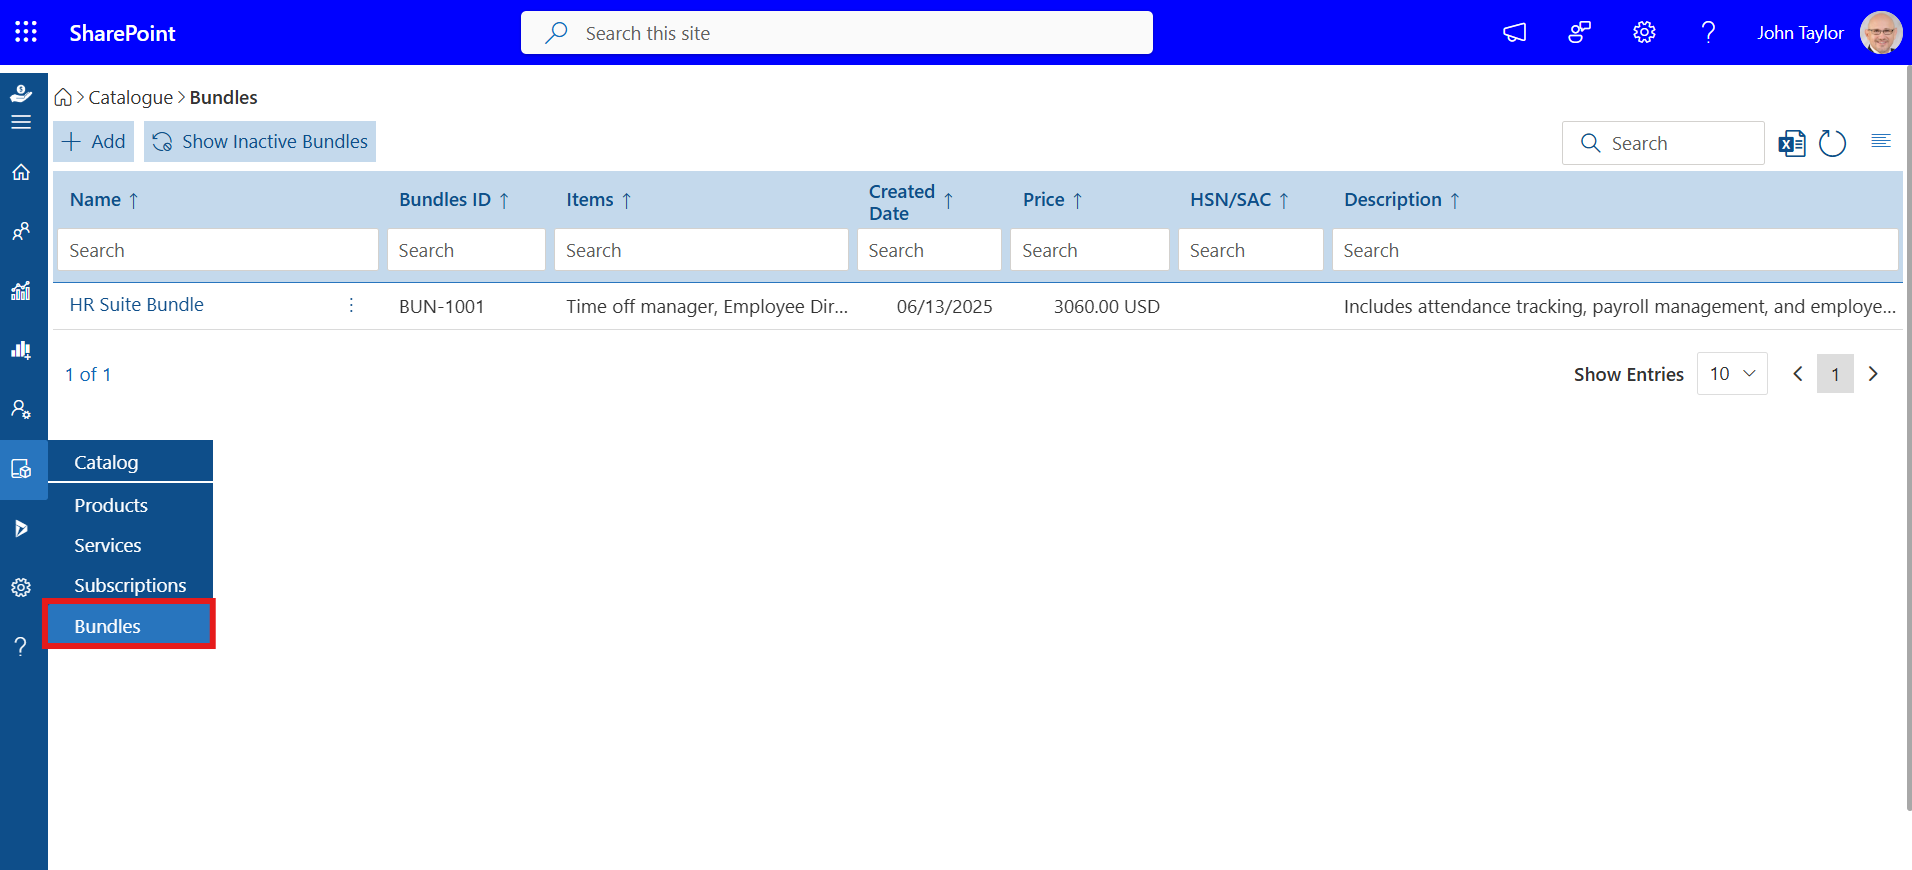 SharePoint
Search this site
John Taylor
Catalogue > Bundles
Add
Show Inactive Bundles
Search
Name ↑ Bundles ID ↑ Items ↑ Created Date ↑ Price ↑ HSN/SAC ↑ Description ↑
Search Search Search Search Search Search Search
HR Suite Bundle BUN-1001 Time off manager, Employee Dir... 06/13/2025 3060.00 USD Includes attendance tracking, payroll management, and employe...
1 of 1
Show Entries 10 < 1 >
Catalog
Products
Services
Subscriptions
Bundles